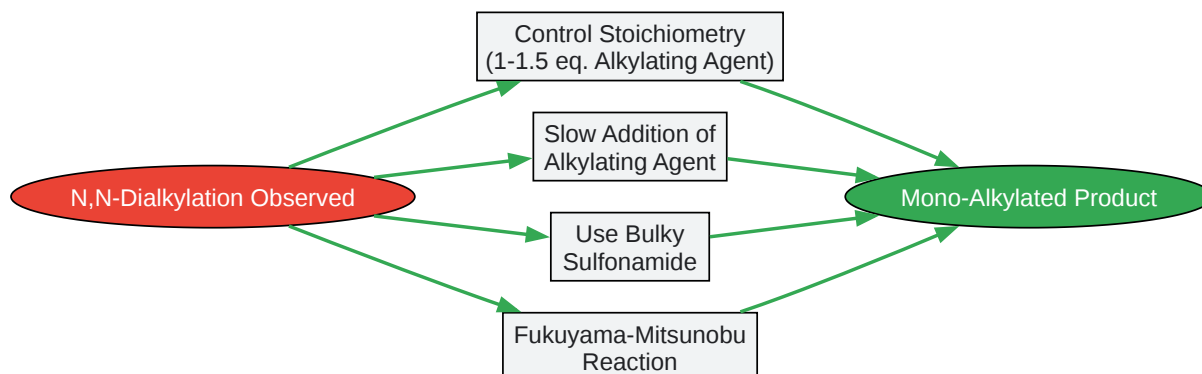 Control Stoichiometry
(1-1.5 eq. Alkylating Agent)
Slow Addition of
Alkylating Agent
N,N-Dialkylation Observed
Mono-Alkylated Product
Use Bulky
Sulfonamide
Fukuyama-Mitsunobu
Reaction